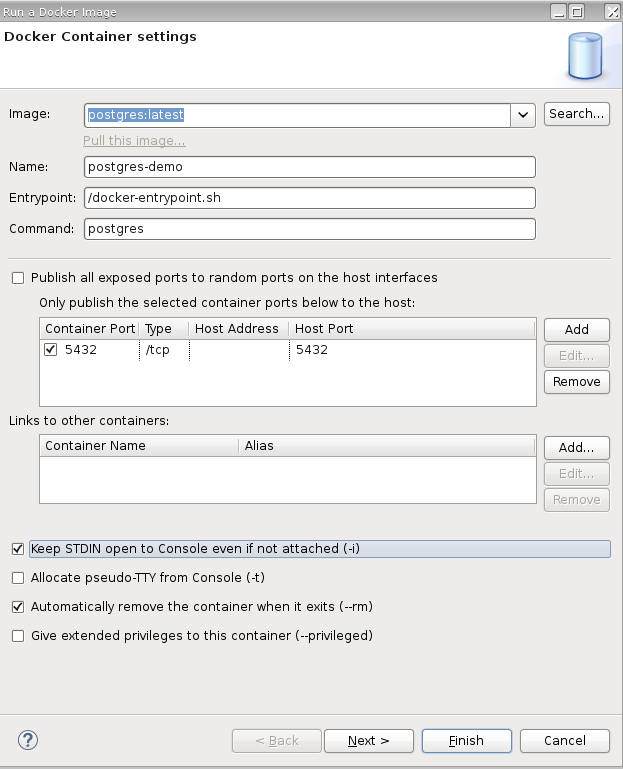 Run a Docker Image
Docker Container settings
Image: postgres:latest Search...
Pull this image...
Name: postgres-demo
Entrypoint: /docker-entrypoint.sh
Command: postgres
Publish all exposed ports to random ports on the host interfaces
Only publish the selected container ports below to the host:
Container Port Type Host Address Host Port Add
5432 /tcp 5432
Edit...
Remove
Links to other containers:
Container Name Alias Add...
Edit...
Remove
Keep STDIN open to Console even if not attached (-i)
Allocate pseudo-TTY from Console (-t)
Automatically remove the container when it exits (--rm)
Give extended privileges to this container (--privileged)
? < Back Next > Finish Cancel